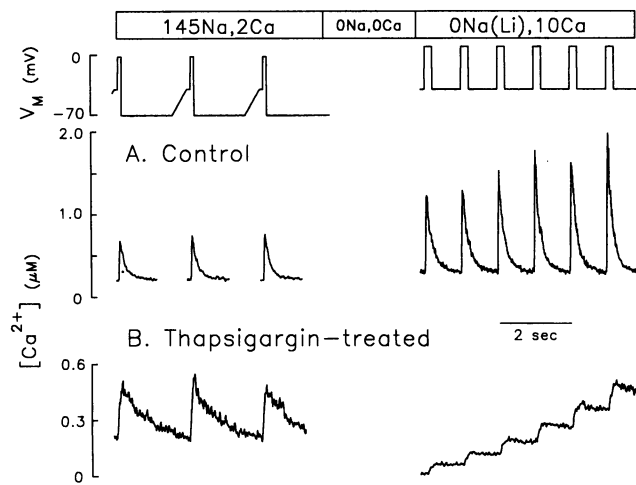 145Na,2Ca 0Na,0Ca 0Na(Li),10Ca
V_M (mV)
0
-70
A. Control
2.0
1.0
0
[Ca2+] (μM)
2 sec
B. Thapsigargin-treated
0.6
0.3
0